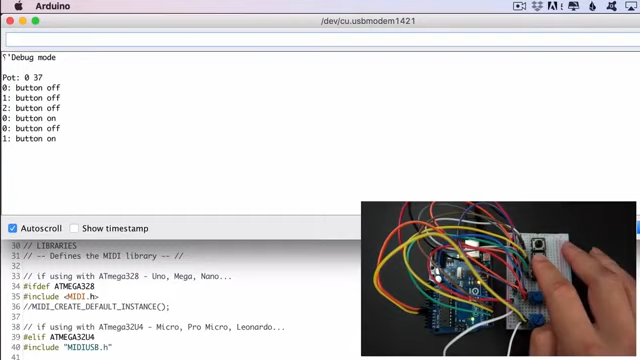 Arduino
/dev/cu.usbmodem1421
Debug mode
Pot: 0 37
0: button off
1: button off
2: button off
0: button on
0: button off
1: button on
Autoscroll
Show timestamp
30 // LIBRARIES
31 // -- Defines the MIDI library -- //
32
33 // if using with ATmega328 - Uno, Mega, Nano...
34 #ifdef ATMEGA328
35 #include <MIDI.h>
36 //MIDI_CREATE_DEFAULT_INSTANCE();
37
38 // if using with ATmega32U4 - Micro, Pro Micro, Leonardo...
39 #elif ATMEGA32U4
40 #include "MIDIUSB.h"
41